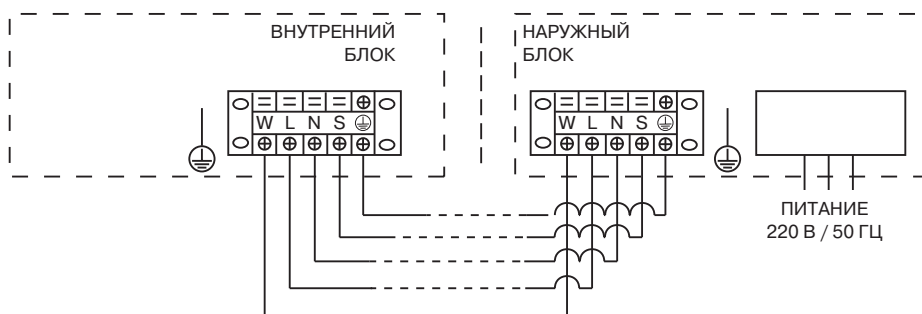 ВНУТРЕННИЙ
БЛОК
НАРУЖНЫЙ
БЛОК
W L N S
W L N S
ПИТАНИЕ
220 В / 50 ГЦ